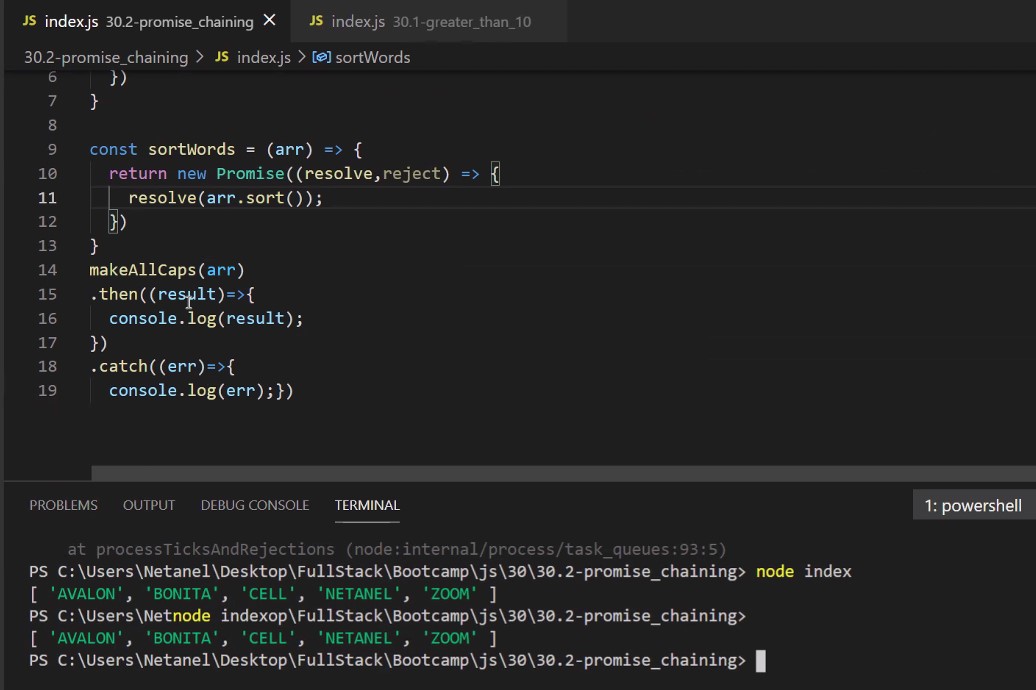 JS index.js 30.2-promise_chaining × JS index.js 30.1-greater_than_10
30.2-promise_chaining > JS index.js > sortWords
6 })
7 }
8
9 const sortWords = (arr) => {
10 return new Promise((resolve,reject) => {
11 resolve(arr.sort());
12 })
13 }
14 makeAllCaps(arr)
15 .then((result)=>{
16 console.log(result);
17 })
18 .catch((err)=>{
19 console.log(err);})
PROBLEMS OUTPUT DEBUG CONSOLE TERMINAL 1: powershell
at processTicksAndRejections (node:internal/process/task_queues:93:5)
PS C:\Users\Netanel\Desktop\FullStack\Bootcamp\js\30\30.2-promise_chaining> node index
[ 'AVALON', 'BONITA', 'CELL', 'NETANEL', 'ZOOM' ]
PS C:\Users\Netnode indexop\FullStack\Bootcamp\js\30\30.2-promise_chaining>
[ 'AVALON', 'BONITA', 'CELL', 'NETANEL', 'ZOOM' ]
PS C:\Users\Netanel\Desktop\FullStack\Bootcamp\js\30\30.2-promise_chaining>